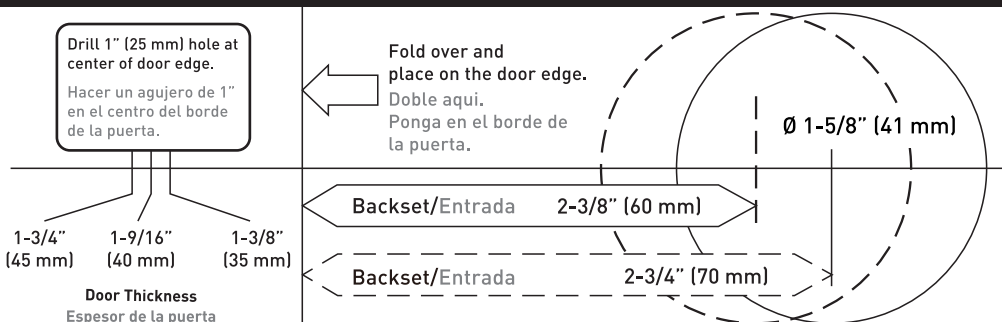 Drill 1” (25 mm) hole at
center of door edge.
Hacer un agujero de 1”
en el centro del borde
de la puerta.
Fold over and
place on the door edge.
Doble aqui.
Ponga en el borde de
la puerta.
Ø 1-5/8” (41 mm)
Backset/Entrada 2-3/8” (60 mm)
1-3/4” 1-9/16” 1-3/8”
(45 mm) (40 mm) (35 mm)
Backset/Entrada 2-3/4” (70 mm)
Door Thickness
Espesor de la puerta